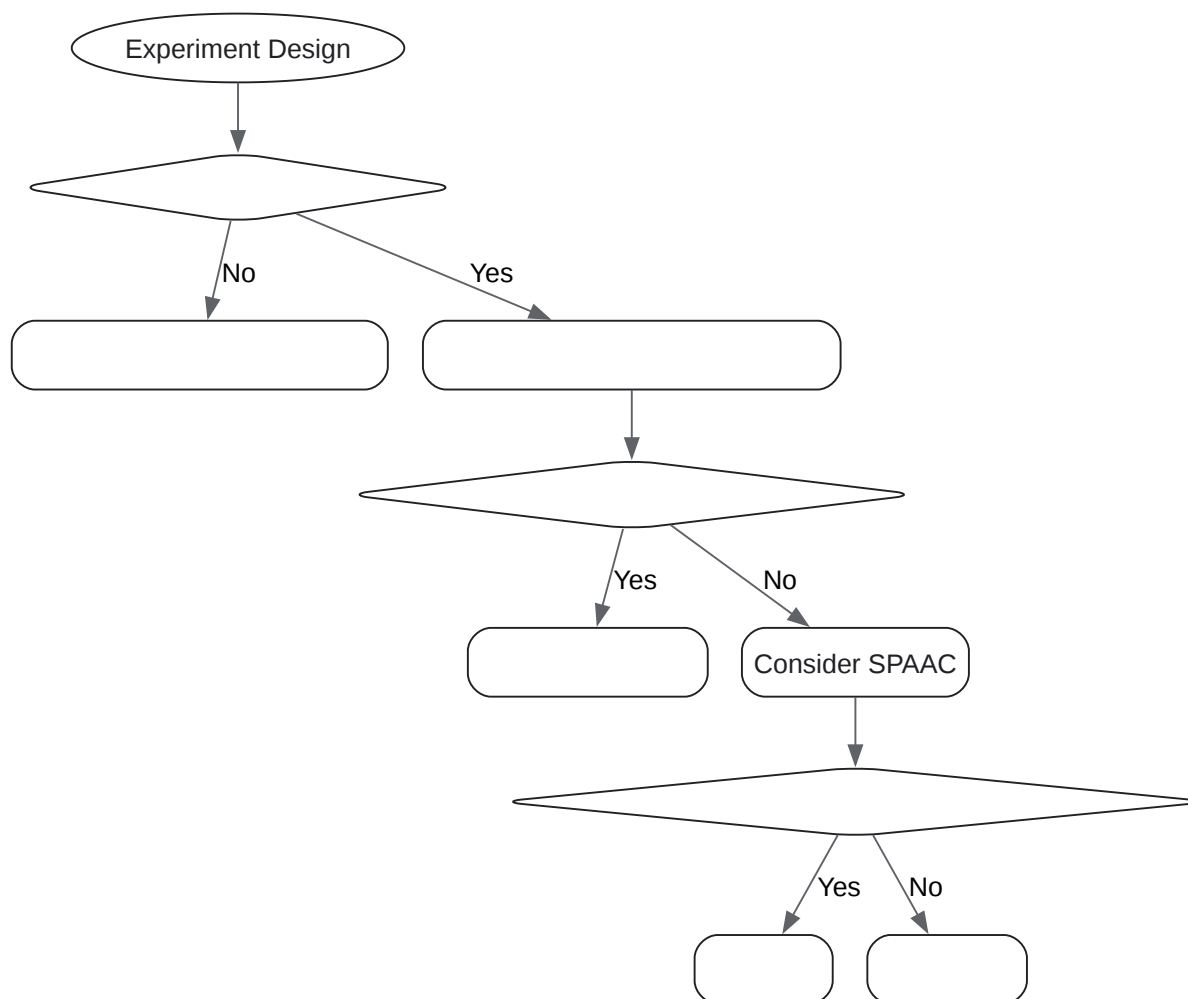 Experiment Design
No
Yes
Yes
No
Consider SPAAC
Yes
No